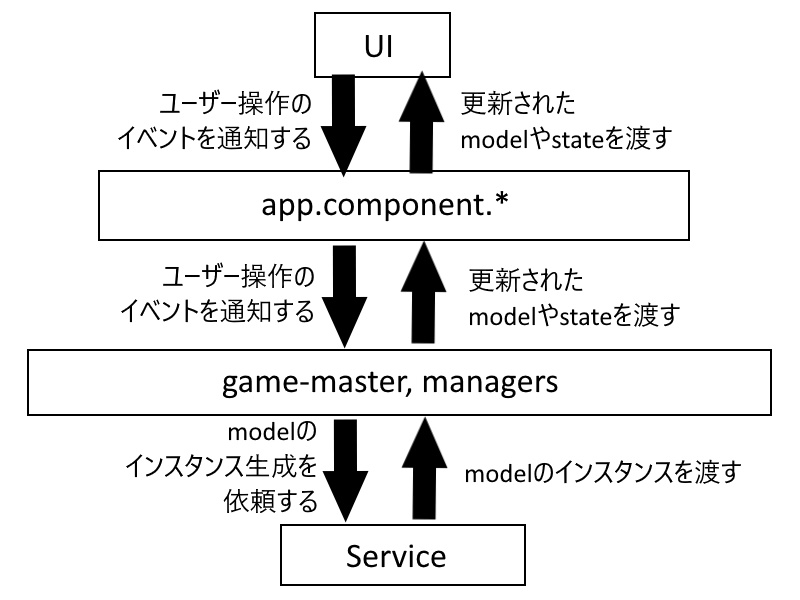 UI
ユーザー操作の
イベントを通知する
更新された
modelやstateを渡す
app.component.*
ユーザー操作の
イベントを通知する
更新された
modelやstateを渡す
game-master, managers
modelの
インスタンス生成を
依頼する
modelのインスタンスを渡す
Service